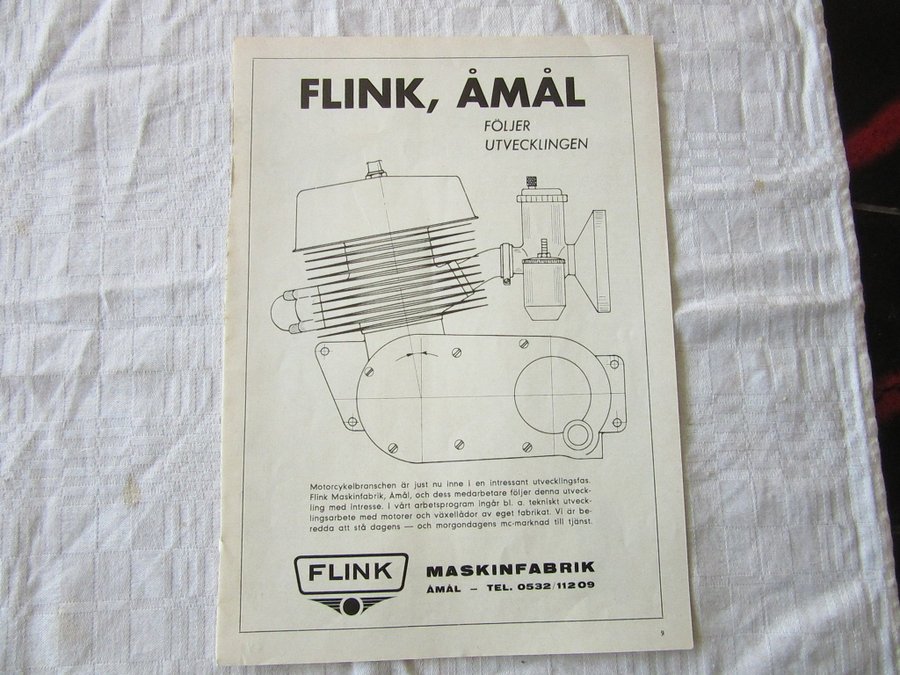 FLINK, ÅMÅL
FÖLJER
UTVECKLINGEN
Motorcykelbranschen är just nu inne i en intressant utvecklingsfas.
Flink Maskinfabrik, Åmål, och dess medarbetare följer denna utveck-
ling med intresse. I vårt arbetsprogram ingår bl. a. tekniskt utveck-
lingsarbete med motorer och växellådor av eget fabrikat. Vi är be-
redda att stå dagens — och morgondagens mc-marknad till tjänst.
FLINK
MASKINFABRIK
ÅMÅL — TEL. 0532/11209
9